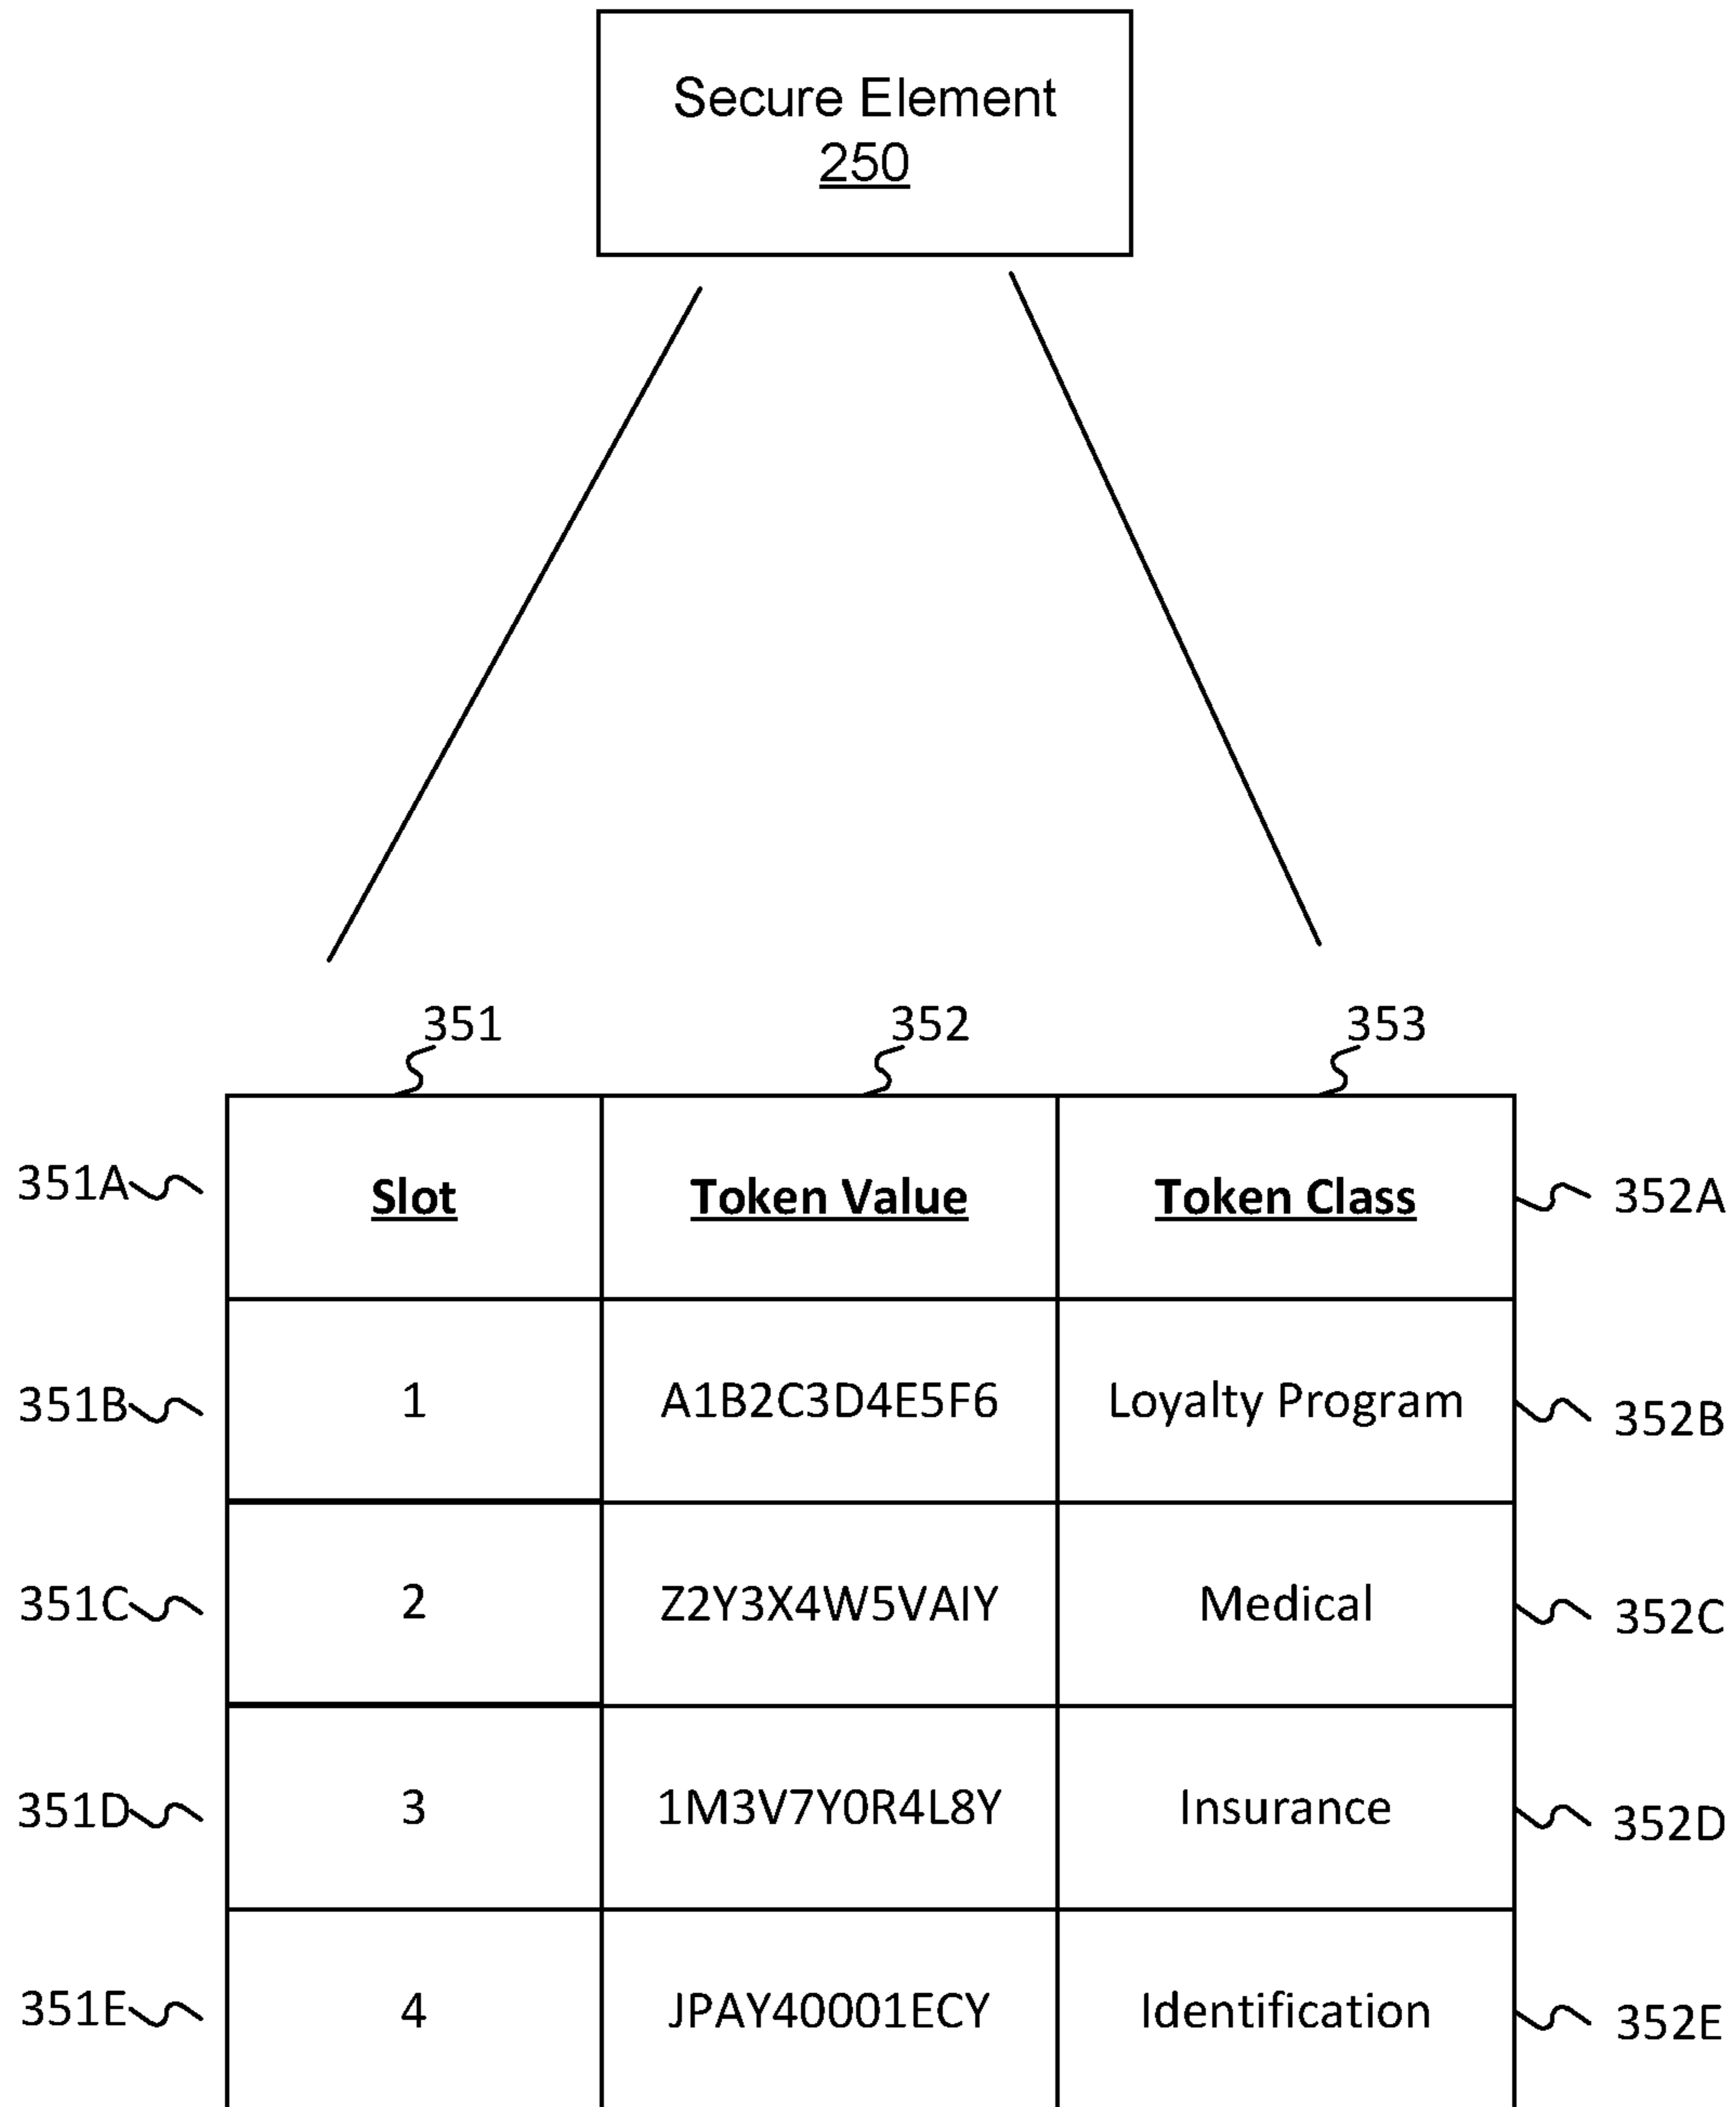 Secure Element
250
351 352 353
351A Slot Token Value Token Class 352A
351B 1 A1B2C3D4E5F6 Loyalty Program 352B
351C 2 Z2Y3X4W5VAIY Medical 352C
351D 3 1M3V7Y0R4L8Y Insurance 352D
351E 4 JPAY40001ECY Identification 352E